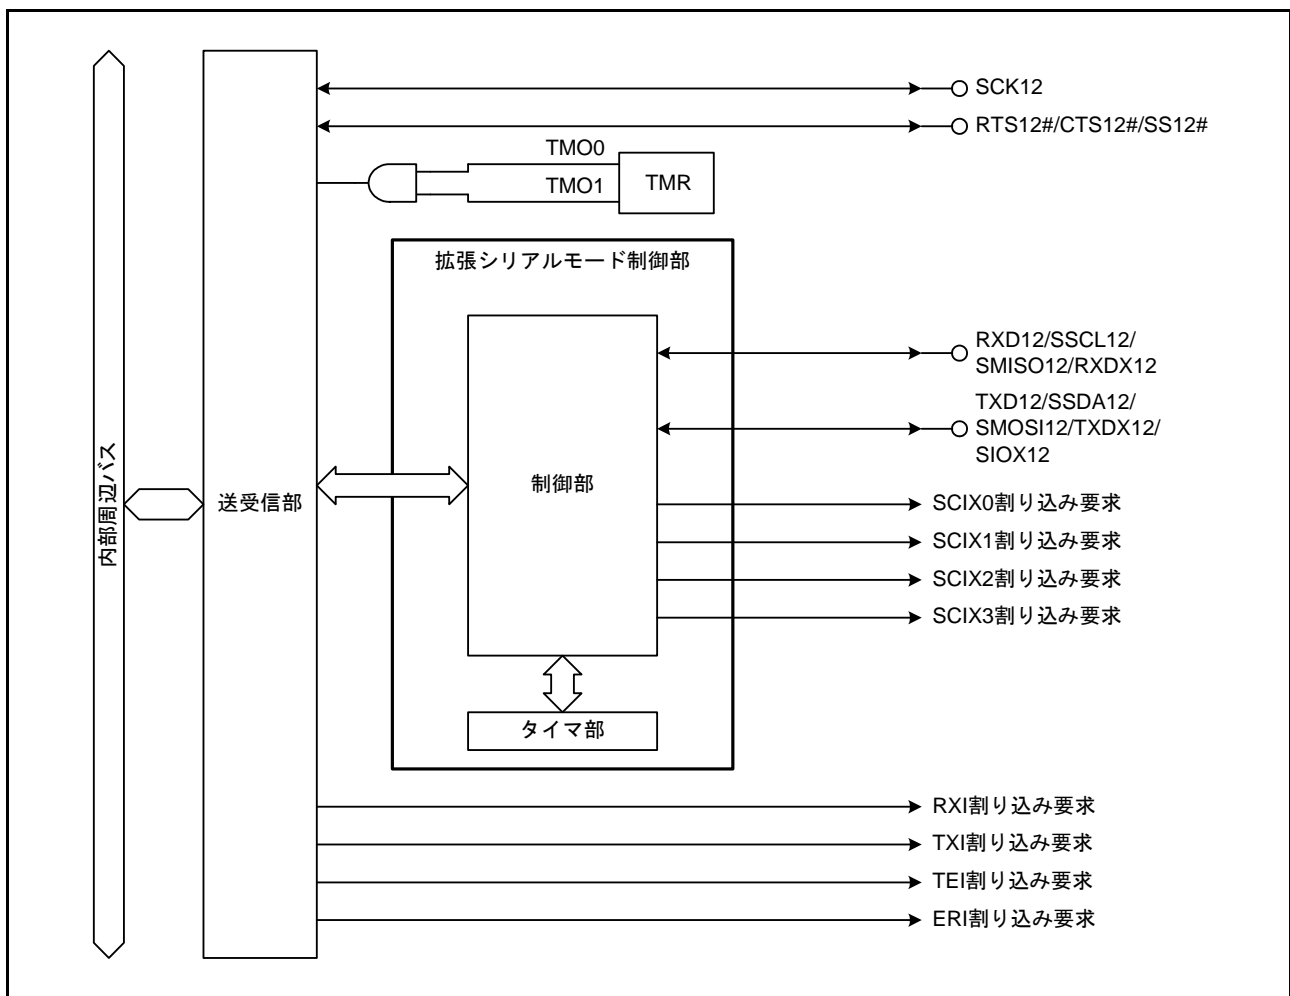 SCK12
RTS12#/CTS12#/SS12#
TMO0
TMO1
TMR
拡張シリアルモード制御部
RXD12/SSCL12/
SMISO12/RXDX12
TXD12/SSDA12/
SMOSI12/TXDX12/
SIOX12
内部周辺バス
送受信部
制御部
SCIX0割り込み要求
SCIX1割り込み要求
SCIX2割り込み要求
SCIX3割り込み要求
タイマ部
RXI割り込み要求
TXI割り込み要求
TEI割り込み要求
ERI割り込み要求